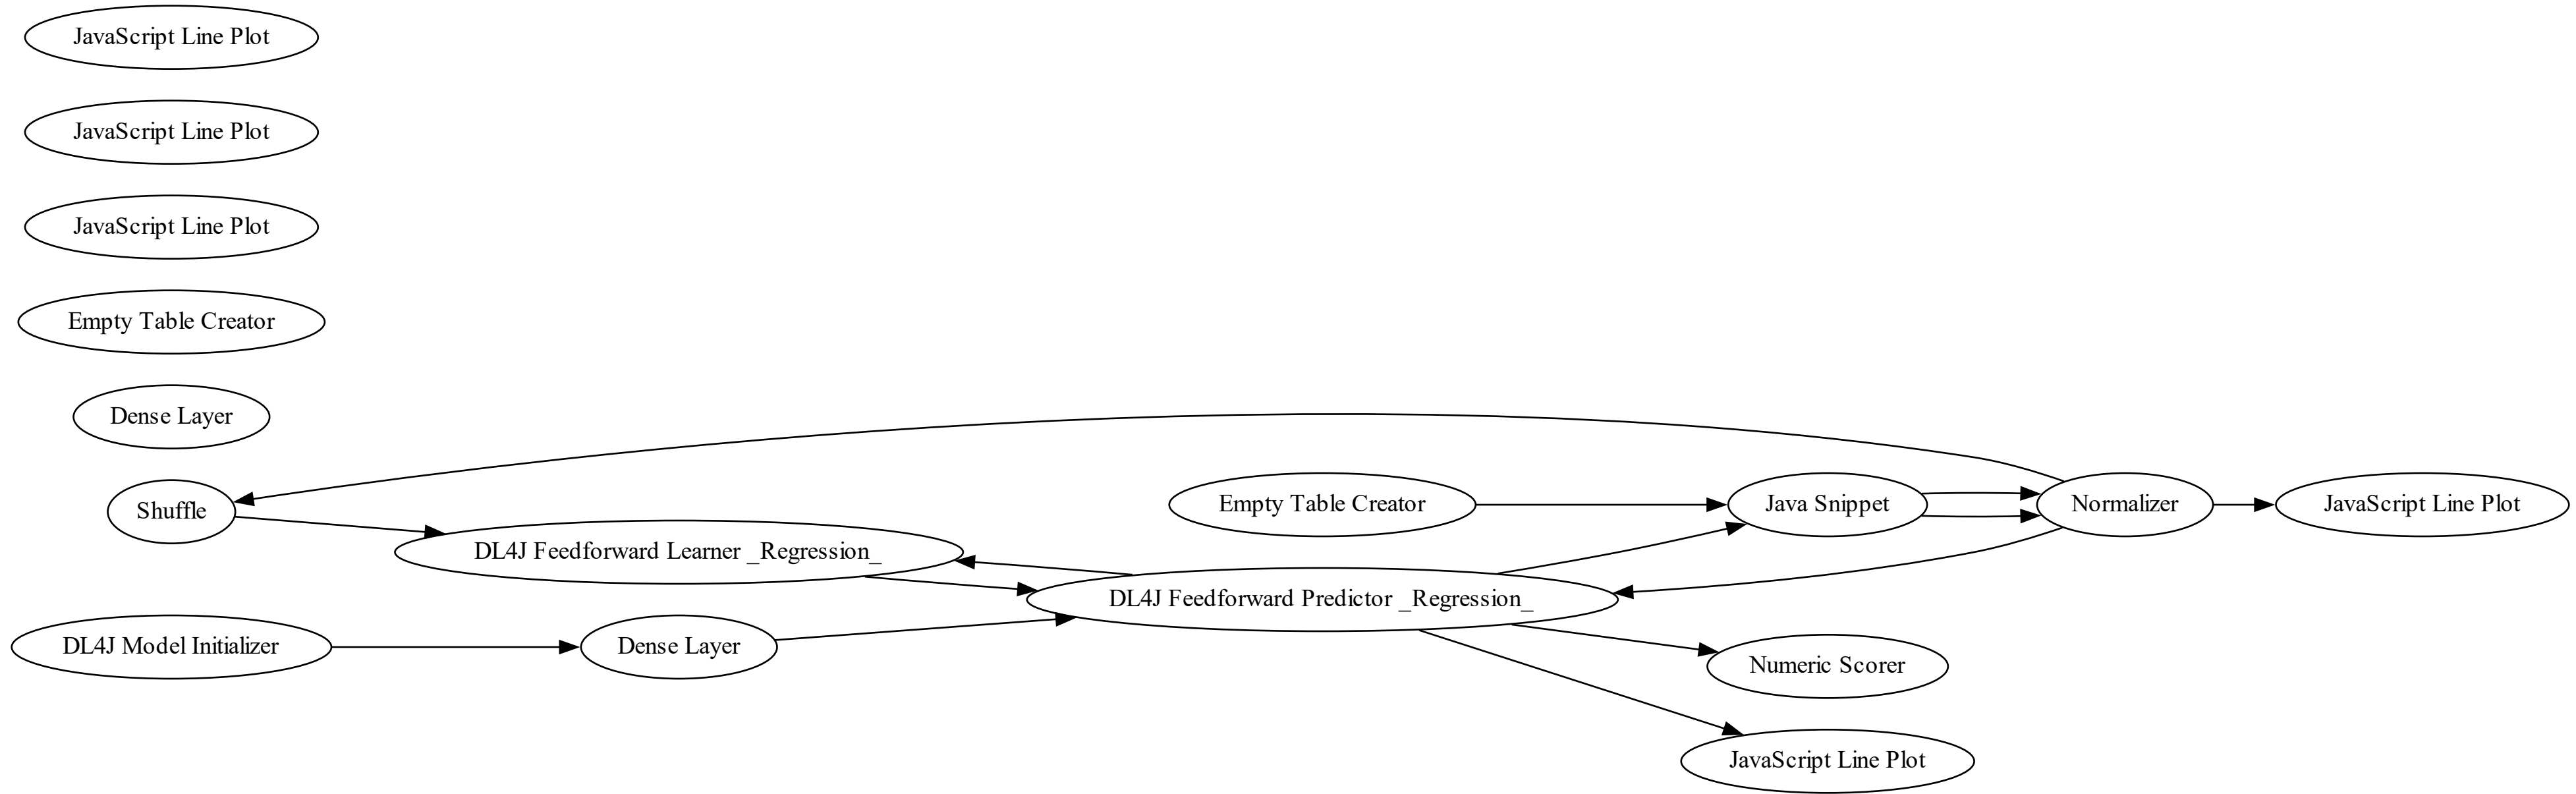 JavaScript Line Plot
JavaScript Line Plot
JavaScript Line Plot
Empty Table Creator
Dense Layer
Shuffle
Empty Table Creator
Java Snippet
Normalizer
JavaScript Line Plot
DL4J Feedforward Learner _Regression_
DL4J Feedforward Predictor _Regression_
DL4J Model Initializer
Dense Layer
Numeric Scorer
JavaScript Line Plot